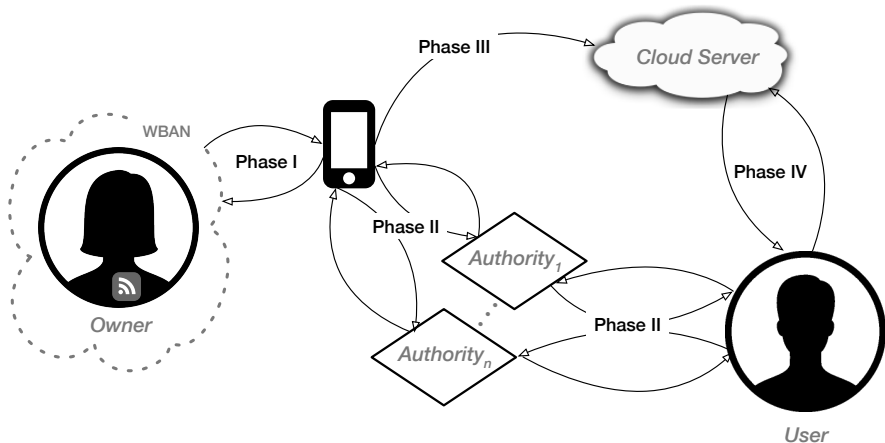 Phase III
Cloud Server
WBAN
Phase I
Phase IV
Phase II
Authority1
Owner
Phase II
Authorityn
User